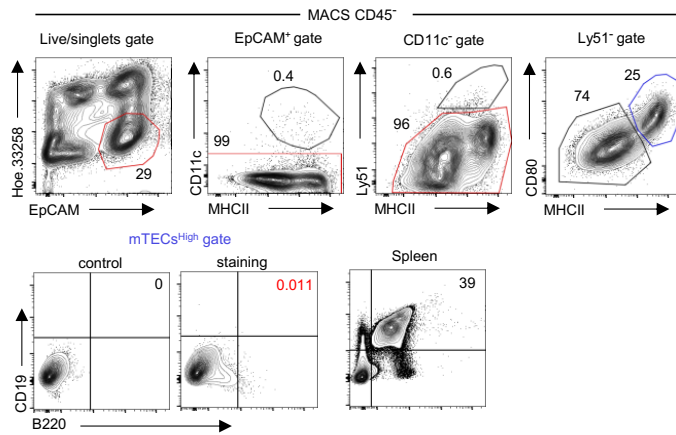 MACS CD45⁻
Live/singlets gate
EpCAM⁺ gate
CD11c⁻ gate
Ly51⁻ gate
Hoe.33258
29
EpCAM
0.4
99
CD11c
MHCII
0.6
96
Ly51
MHCII
74
25
CD80
MHCII
mTECsHigh gate
control
staining
Spleen
0
0.011
39
CD19
B220